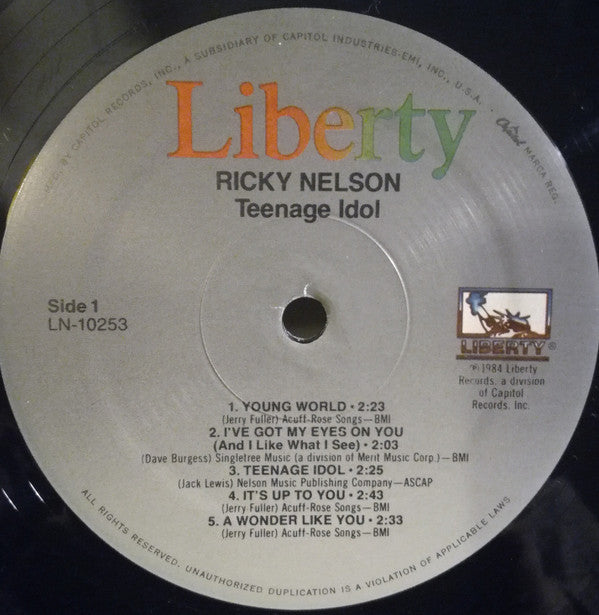 MFG. BY CAPITOL RECORDS, INC., A SUBSIDIARY OF CAPITOL INDUSTRIES-EMI, INC., U.S.A. Capitol MARCA REG.
Liberty
RICKY NELSON
Teenage Idol
Side 1
LN-10253
LIBERTY®
℗1984 Liberty
Records, a division
of Capitol
Records, Inc.
1. YOUNG WORLD • 2:23
(Jerry Fuller) Acuff-Rose Songs—BMI
2. I'VE GOT MY EYES ON YOU
(And I Like What I See) • 2:03
(Dave Burgess) Singletree Music (a division of Merit Music Corp.)—BMI
3. TEENAGE IDOL • 2:25
(Jack Lewis) Nelson Music Publishing Company—ASCAP
4. IT'S UP TO YOU • 2:43
(Jerry Fuller) Acuff-Rose Songs—BMI
5. A WONDER LIKE YOU • 2:33
(Jerry Fuller) Acuff-Rose Songs—BMI
ALL RIGHTS RESERVED. UNAUTHORIZED DUPLICATION IS A VIOLATION OF APPLICABLE LAWS.